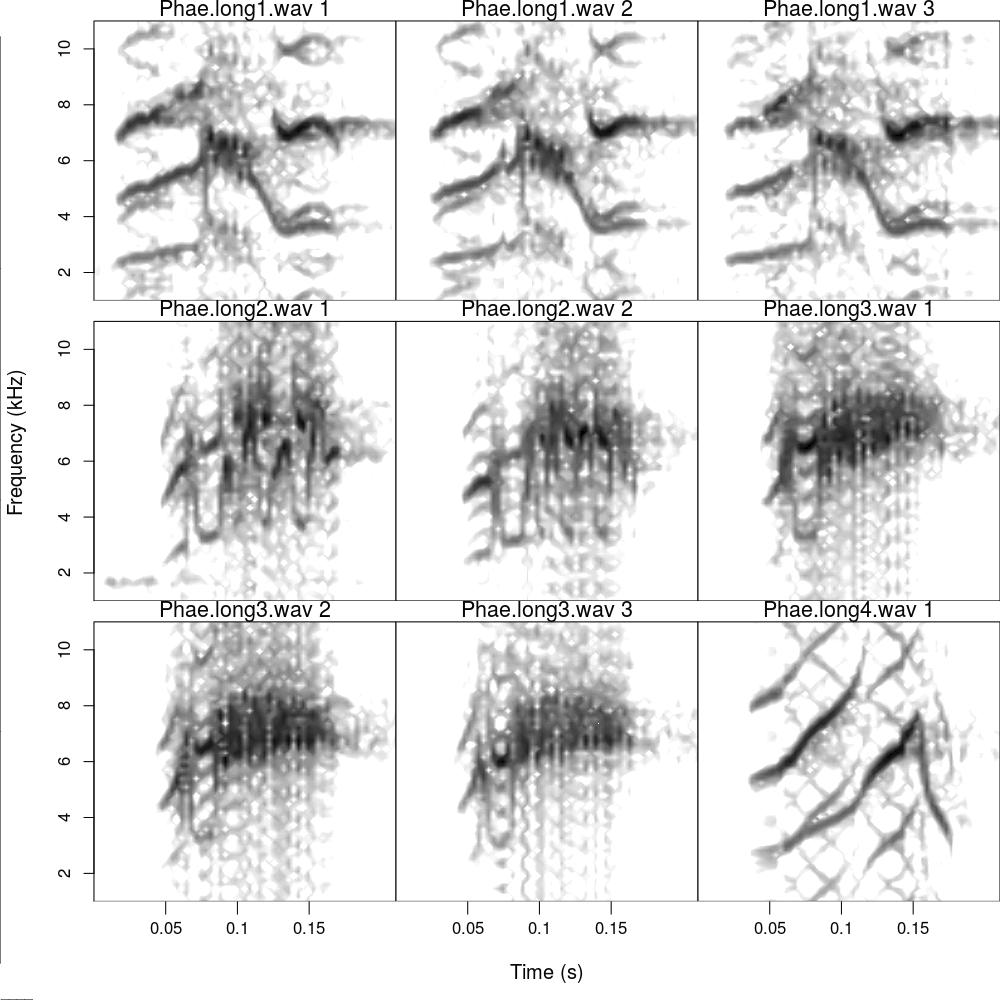 Phae.long1.wav 1 Phae.long1.wav 2 Phae.long1.wav 3
10
8
6
4
2
Phae.long2.wav 1 Phae.long2.wav 2 Phae.long3.wav 1
10
8
6
4
2
Frequency (kHz)
Phae.long3.wav 2 Phae.long3.wav 3 Phae.long4.wav 1
10
8
6
4
2
0.05 0.1 0.15 0.05 0.1 0.15 0.05 0.1 0.15
Time (s)